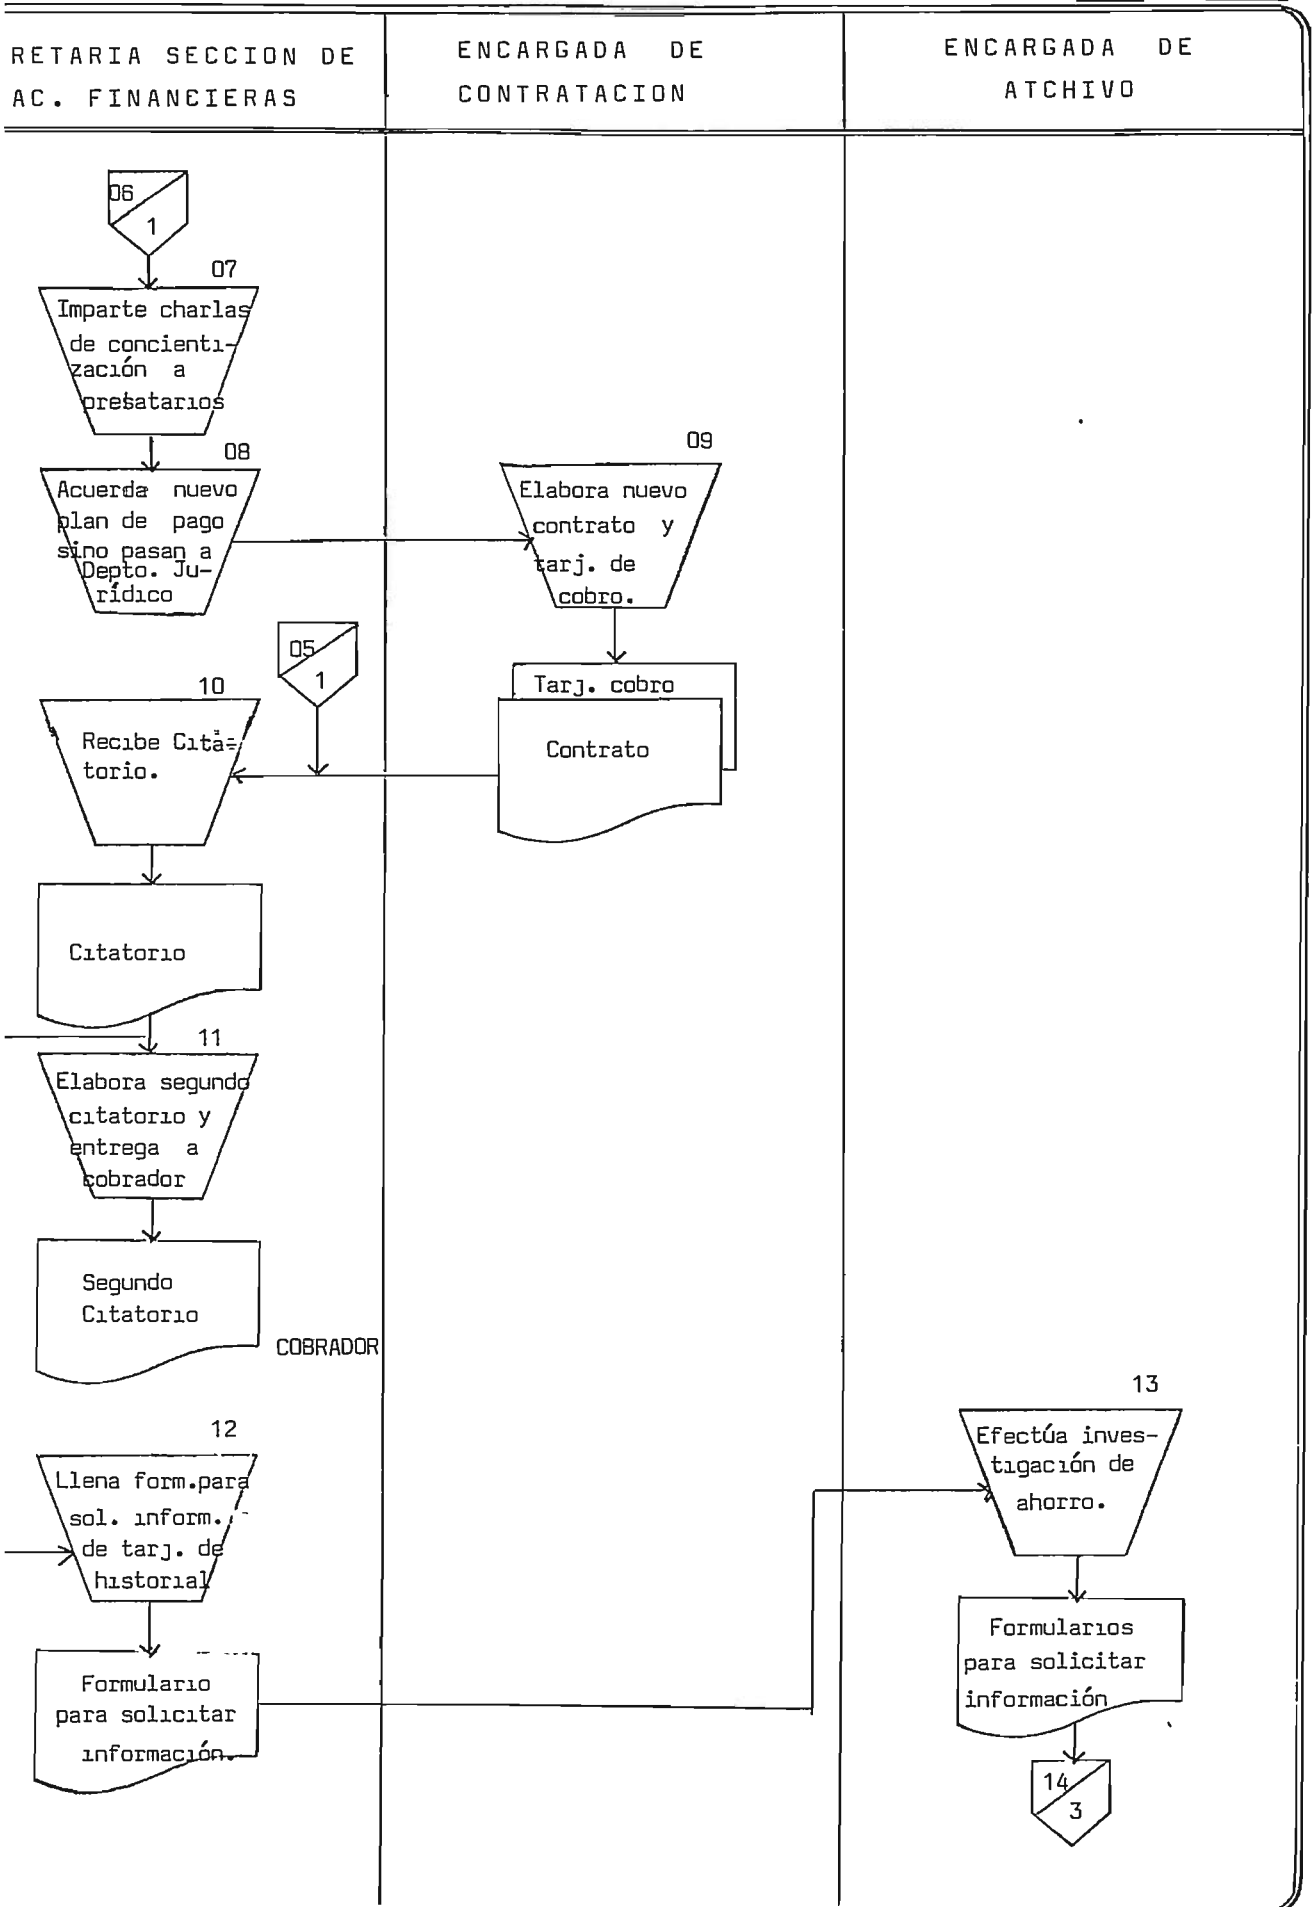 RETARIA SECCION DE
AC. FINANCIERAS
ENCARGADA DE
CONTRATACION
ENCARGADA DE
ATCHIVO
06
1
07
Imparte charlas
de concienti-
zación a
presatarios
08
Acuerda nuevo
plan de pago
sino pasan a
Depto. Ju-
rídico
09
Elabora nuevo
contrato y
tarj. de
cobro.
05
1
Tarj. cobro
Contrato
10
Recibe Cita-
torio.
Citatorio
11
Elabora segundo
citatorio y
entrega a
cobrador
Segundo
Citatorio
COBRADOR
12
Llena form.para
sol. inform.
de tarj. de
historial
Formulario
para solicitar
información.
13
Efectúa inves-
tigación de
ahorro.
Formularios
para solicitar
información
14
3